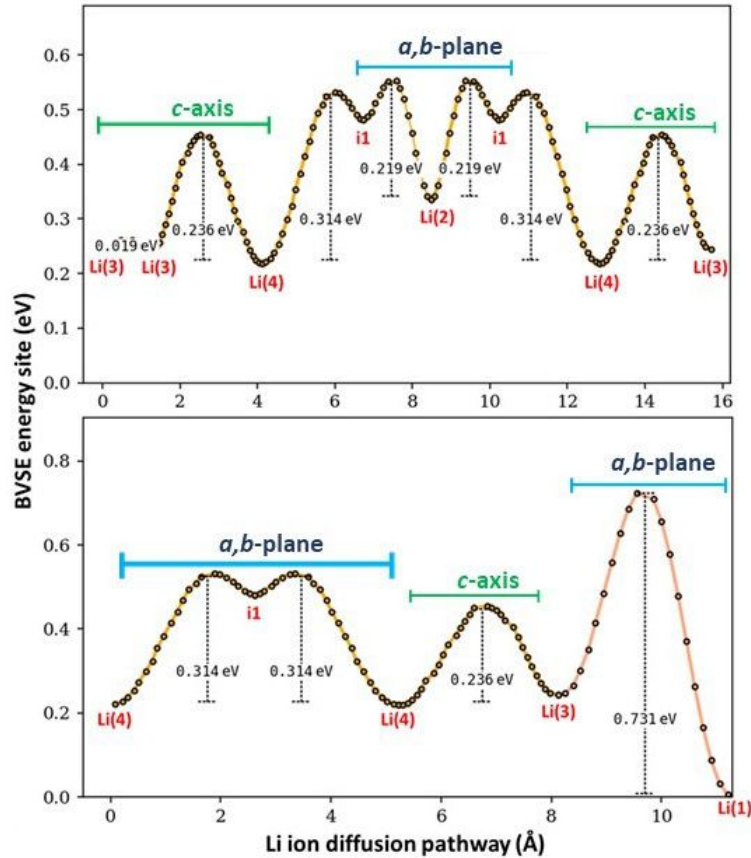 a,b-plane
c-axis
c-axis
i1
i1
0.219 eV
0.219 eV
0.236 eV
0.314 eV
0.314 eV
0.236 eV
0.019 eV
Li(3)
Li(3)
Li(4)
Li(2)
Li(4)
Li(3)
0.6
0.5
0.4
0.3
0.2
0.1
0.0
0 2 4 6 8 10 12 14 16
BVSE energy site (eV)
a,b-plane
a,b-plane
c-axis
i1
0.314 eV
0.314 eV
0.236 eV
0.731 eV
Li(4)
Li(4)
Li(3)
Li(1)
0.8
0.6
0.4
0.2
0.0
0 2 4 6 8 10
Li ion diffusion pathway (Å)